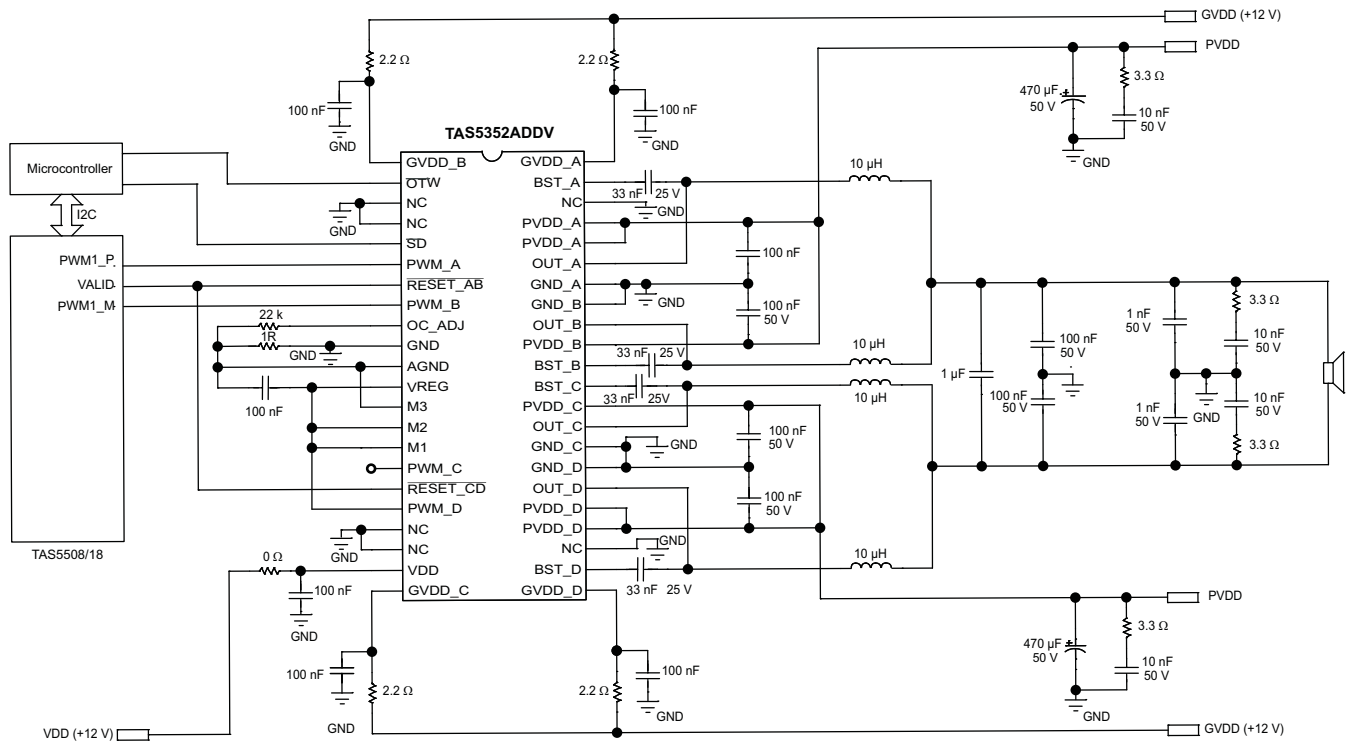 GVDD (+12 V)
PVDD
2.2 Ω
2.2 Ω
3.3 Ω
470 µF
50 V
10 nF
50 V
100 nF
100 nF
GND
GND
GND
TAS5352ADDV
Microcontroller
I2C
PWM1_P
VALID
PWM1_M
TAS5508/18
GVDD_B
OTW
NC
NC
SD
PWM_A
RESET_AB
PWM_B
OC_ADJ
GND
AGND
VREG
M3
M2
M1
PWM_C
RESET_CD
PWM_D
NC
NC
VDD
GVDD_C
GVDD_A
BST_A
NC
PVDD_A
PVDD_A
OUT_A
GND_A
GND_B
OUT_B
PVDD_B
BST_B
BST_C
PVDD_C
OUT_C
GND_C
GND_D
OUT_D
PVDD_D
PVDD_D
NC
BST_D
GVDD_D
GND
22 k
1R
GND
100 nF
GND
0 Ω
100 nF
GND
33 nF 25 V
GND
10 µH
100 nF
GND
100 nF
50 V
33 nF 25 V
10 µH
33 nF 25V
10 µH
100 nF
50 V
GND
100 nF
50 V
GND
33 nF 25 V
10 µH
1 µF
100 nF
50 V
100 nF
50 V
1 nF
50 V
1 nF
50 V
GND
3.3 Ω
10 nF
50 V
10 nF
50 V
3.3 Ω
PVDD
3.3 Ω
470 µF
50 V
10 nF
50 V
GND
100 nF
2.2 Ω
GND
2.2 Ω
100 nF
GND
VDD (+12 V)
GVDD (+12 V)